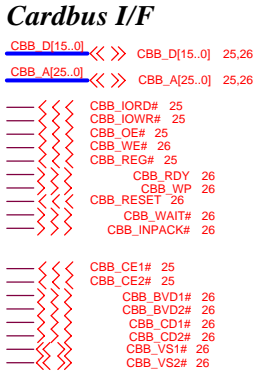 Cardbus I/F
CBB_D[15..0] CBB_D[15..0] 25,26
CBB_A[25..0] CBB_A[25..0] 25,26
CBB_IORD# 25
CBB_IOWR# 25
CBB_OE# 25
CBB_WE# 26
CBB_REG# 25
CBB_RDY 26
CBB_WP 26
CBB_RESET 26
CBB_WAIT# 26
CBB_INPACK# 26
CBB_CE1# 25
CBB_CE2# 25
CBB_BVD1# 26
CBB_BVD2# 26
CBB_CD1# 26
CBB_CD2# 26
CBB_VS1# 26
CBB_VS2# 26